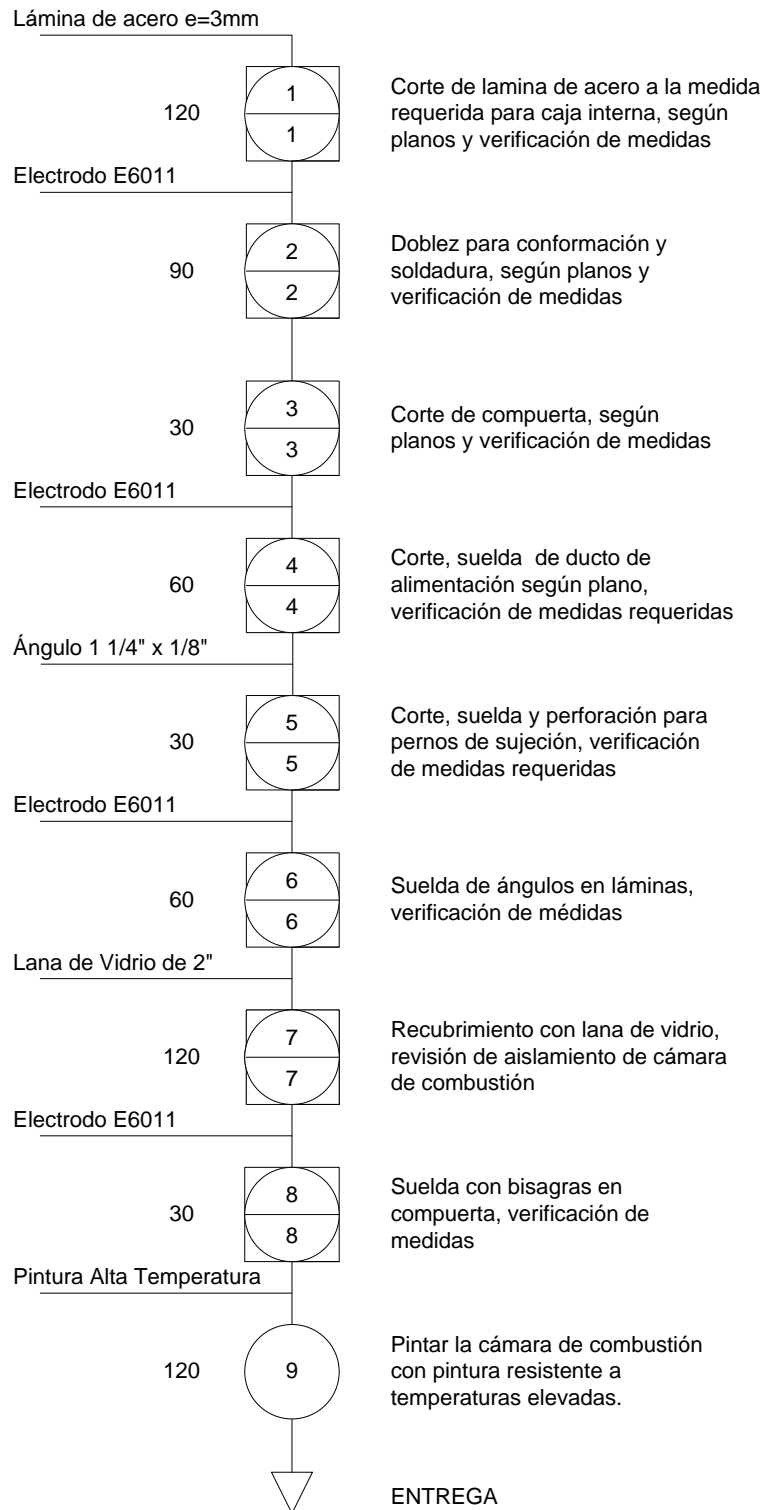 Lámina de acero e=3mm
120
1
1
Corte de lamina de acero a la medida
requerida para caja interna, según
planos y verificación de medidas
Electrodo E6011
90
2
2
Doblez para conformación y
soldadura, según planos y
verificación de medidas
30
3
3
Corte de compuerta, según
planos y verificación de medidas
Electrodo E6011
60
4
4
Corte, suelda  de ducto de
alimentación según plano,
verificación de medidas requeridas
Ángulo 1 1/4" x 1/8"
30
5
5
Corte, suelda y perforación para
pernos de sujeción, verificación
de medidas requeridas
Electrodo E6011
60
6
6
Suelda de ángulos en láminas,
verificación de médidas
Lana de Vidrio de 2"
120
7
7
Recubrimiento con lana de vidrio,
revisión de aislamiento de cámara
de combustión
Electrodo E6011
30
8
8
Suelda con bisagras en
compuerta, verificación de
medidas
Pintura Alta Temperatura
120
9
Pintar la cámara de combustión
con pintura resistente a
temperaturas elevadas.
ENTREGA